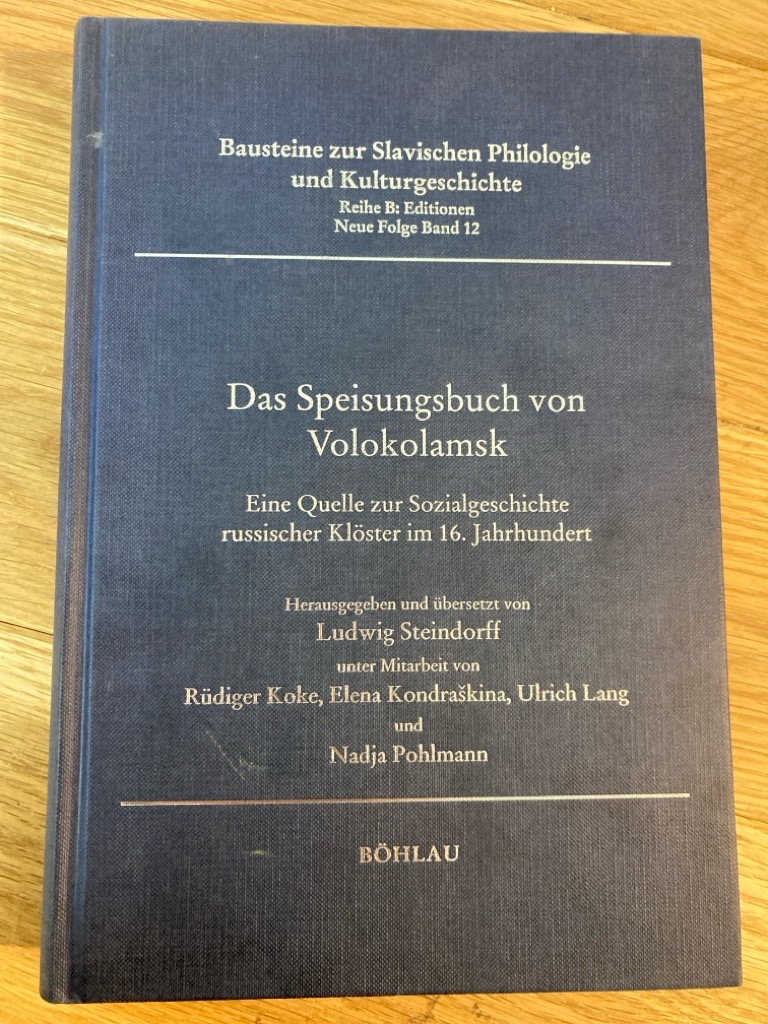 Bausteine zur Slavischen Philologie
und Kulturgeschichte
Reihe B: Editionen
Neue Folge Band 12
Das Speisungsbuch von
Volokolamsk
Eine Quelle zur Sozialgeschichte
russischer Klöster im 16. Jahrhundert
Herausgegeben und übersetzt von
Ludwig Steindorff
unter Mitarbeit von
Rüdiger Koke, Elena Kondraškina, Ulrich Lang
und
Nadja Pohlmann
BÖHLAU